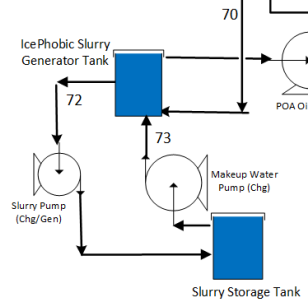 70
IcePhobic Slurry
Generator Tank
72
POA Oi
73
Makeup Water
Pump (Chg)
Slurry Pump
(Chg/Gen)
Slurry Storage Tank